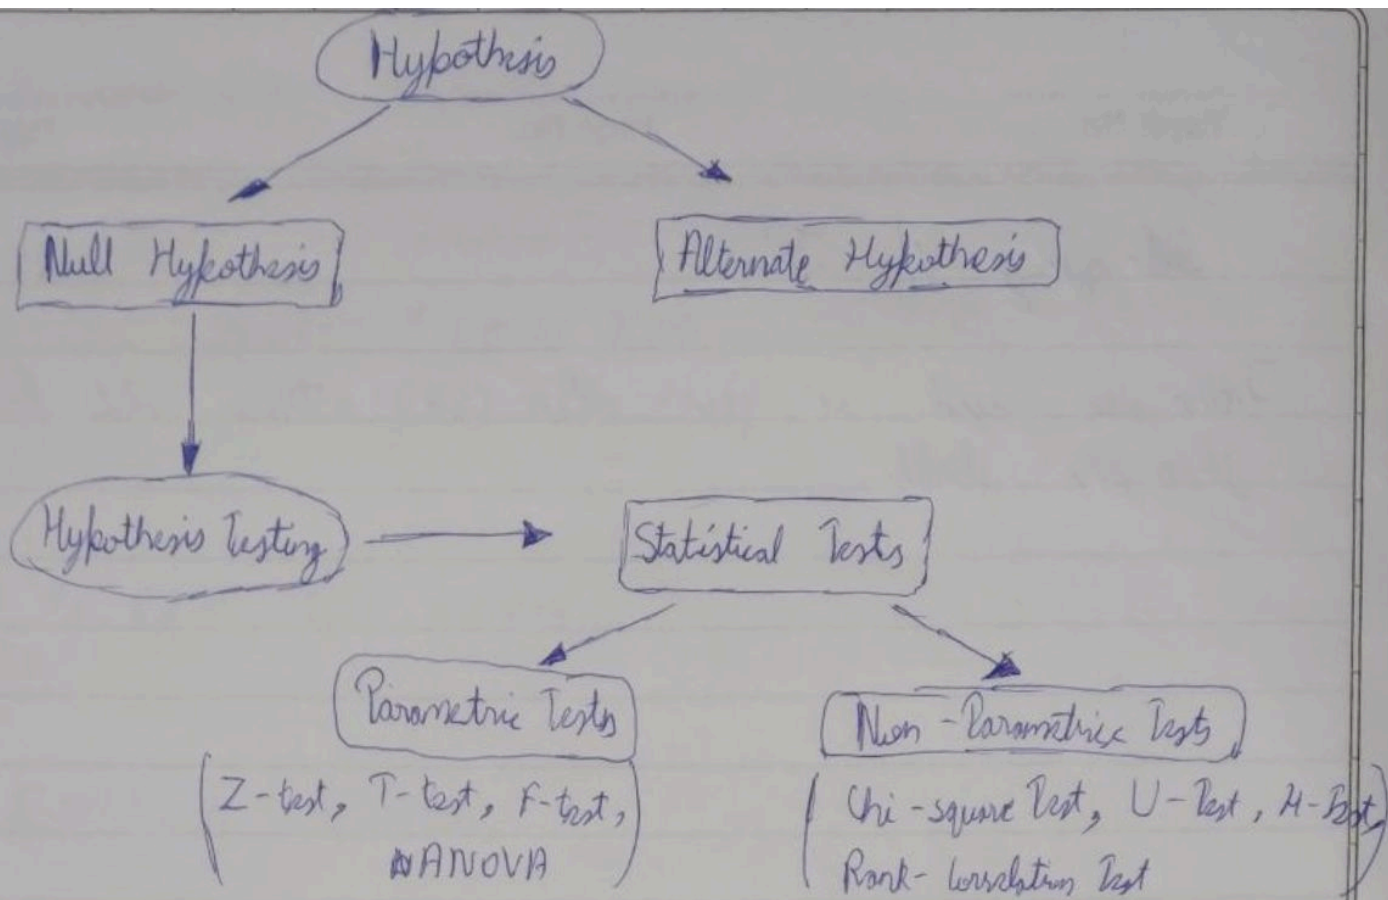 Hypothesis
Null Hypothesis
Alternate Hypothesis
Hypothesis Testing
Statistical Tests
Parametric Tests
Non-Parametric Tests
(Z-test, T-test, F-test,
ANOVA)
(Chi-square Test, U-Test, H-Test,
Rank-Correlation Test)